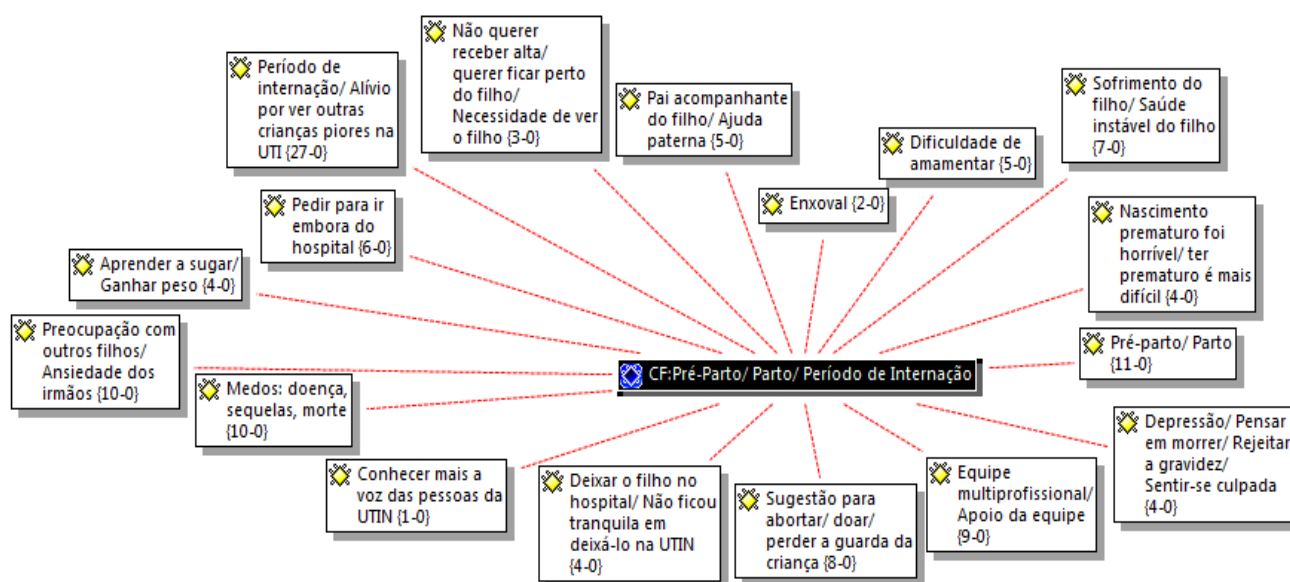 Não querer
receber alta/
querer ficar perto
do filho/
Necessidade de ver
o filho {3-0}
Período de
internação/ Alívio
por ver outras
crianças piores na
UTI {27-0}
Pai acompanhante
do filho/ Ajuda
paterna {5-0}
Sofrimento do
filho/ Saúde
instável do filho
{7-0}
Dificuldade de
amamentar {5-0}
Pedir para ir
embora do
hospital {6-0}
Enxoval {2-0}
Nascimento
prematuro foi
horrível/ ter
prematuro é mais
difícil {4-0}
Aprender a sugar/
Ganhar peso {4-0}
Preocupação com
outros filhos/
Ansiedade dos
irmãos {10-0}
Pré-parto/ Parto
{11-0}
CF:Pré-Parto/ Parto/ Período de Internação
Medos: doença,
sequelas, morte
{10-0}
Conhecer mais a
voz das pessoas da
UTIN {1-0}
Deixar o filho no
hospital/ Não ficou
tranquila em
deixá-lo na UTIN
{4-0}
Sugestão para
abortar/ doar/
perder a guarda da
criança {8-0}
Equipe
multiprofissional/
Apoio da equipe
{9-0}
Depressão/ Pensar
em morrer/ Rejeitar
a gravidez/
Sentir-se culpada
{4-0}